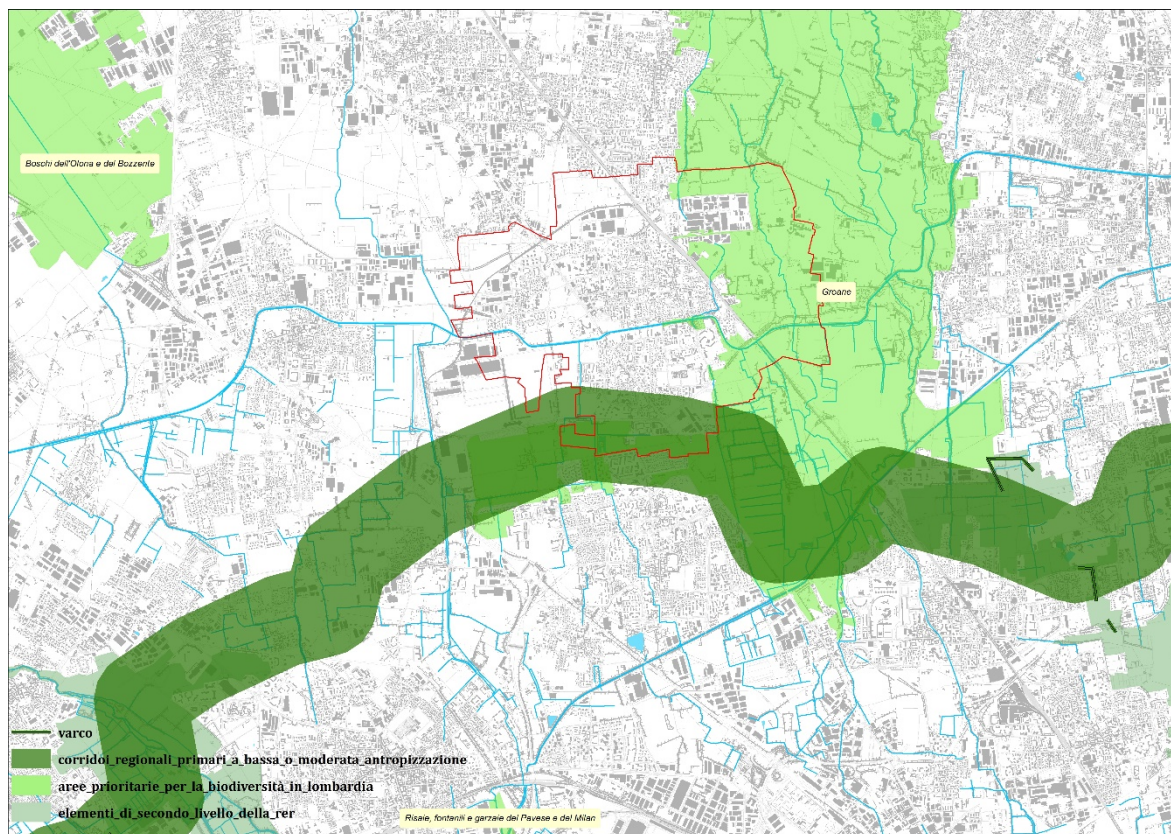 Boschi dell'Olona e del Bozzente
Groane
varco
corridoi_regionali_primari_a_bassa_o_moderata_antropizzazione
aree_prioritarie_per_la_biodiversità_in_lombardia
elementi_di_secondo_livello_della_rer
Risaie, fontanili e garzaie del Pavese e del Milan